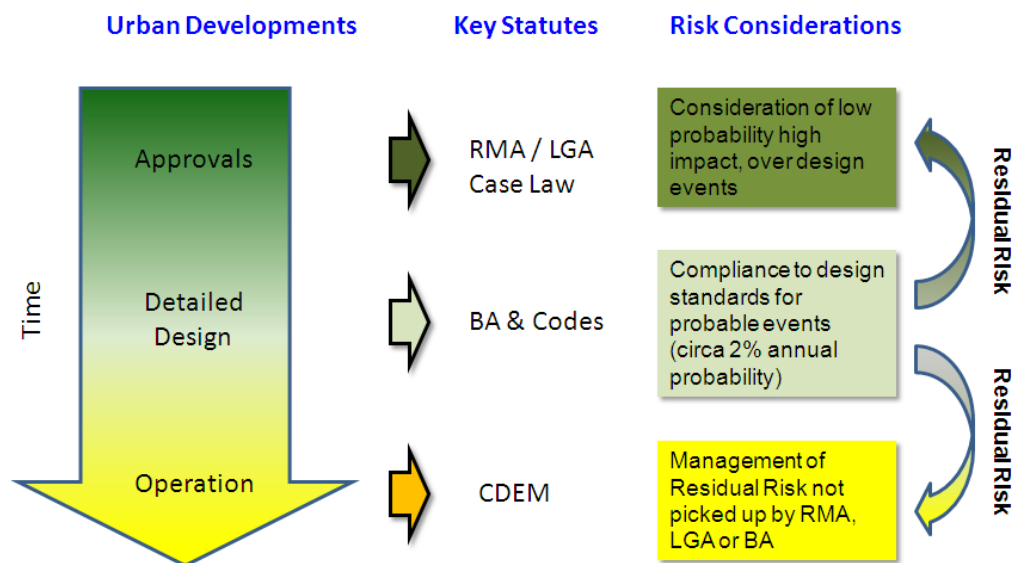 Urban Developments
Key Statutes
Risk Considerations
Time
Approvals
RMA / LGA
Case Law
Consideration of low
probability high
impact, over design
events
Residual Risk
Detailed
Design
BA & Codes
Compliance to design
standards for
probable events
(circa 2% annual
probability)
Residual Risk
Operation
CDEM
Management of
Residual Risk not
picked up by RMA,
LGA or BA